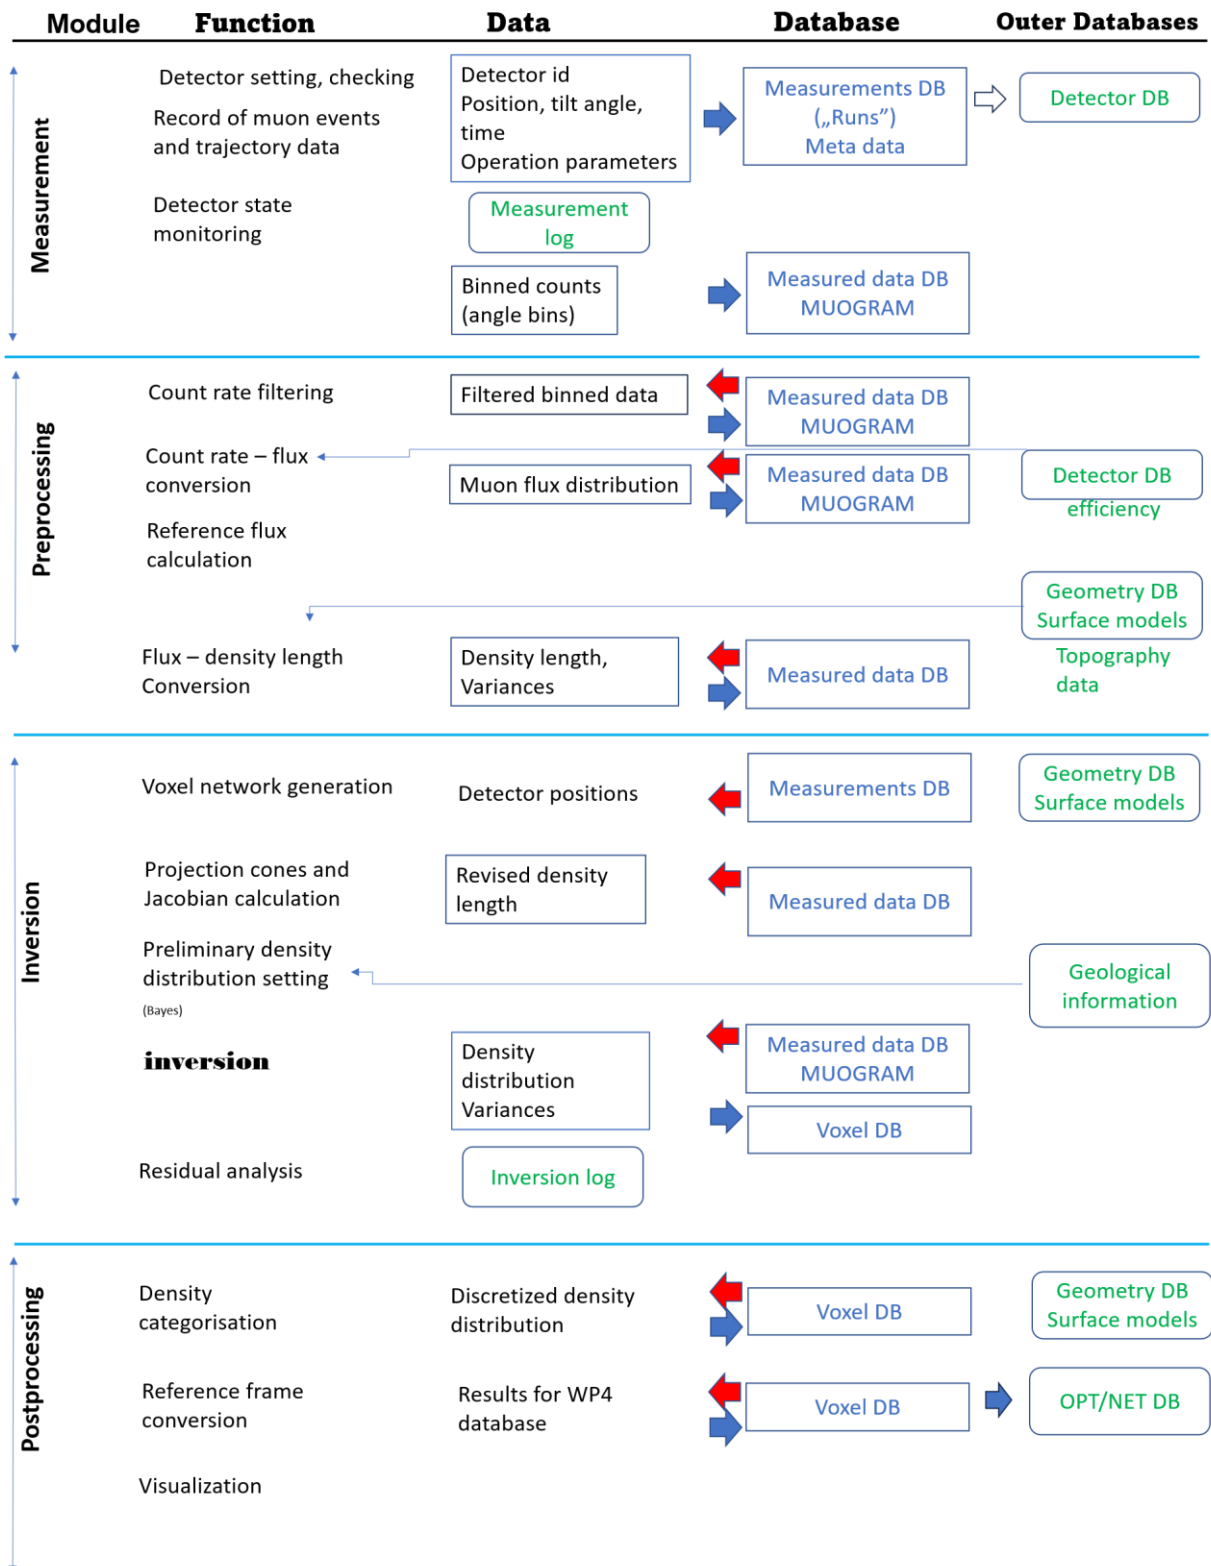 Module Function Data Database Outer Databases
Measurement
Detector setting, checking
Record of muon events
and trajectory data
Detector state
monitoring
Detector id
Position, tilt angle,
time
Operation parameters
Measurement
log
Binned counts
(angle bins)
Measurements DB
(„Runs”)
Meta data
Measured data DB
MUOGRAM
Detector DB
Preprocessing
Count rate filtering
Count rate – flux
conversion
Reference flux
calculation
Flux – density length
Conversion
Filtered binned data
Muon flux distribution
Density length,
Variances
Measured data DB
MUOGRAM
Measured data DB
MUOGRAM
Measured data DB
Detector DB
efficiency
Geometry DB
Surface models
Topography
data
Inversion
Voxel network generation
Projection cones and
Jacobian calculation
Preliminary density
distribution setting
(Bayes)
inversion
Residual analysis
Detector positions
Revised density
length
Density
distribution
Variances
Inversion log
Measurements DB
Measured data DB
Measured data DB
MUOGRAM
Voxel DB
Geometry DB
Surface models
Geological
information
Postprocessing
Density
categorisation
Reference frame
conversion
Visualization
Discretized density
distribution
Results for WP4
database
Voxel DB
Voxel DB
Geometry DB
Surface models
OPT/NET DB